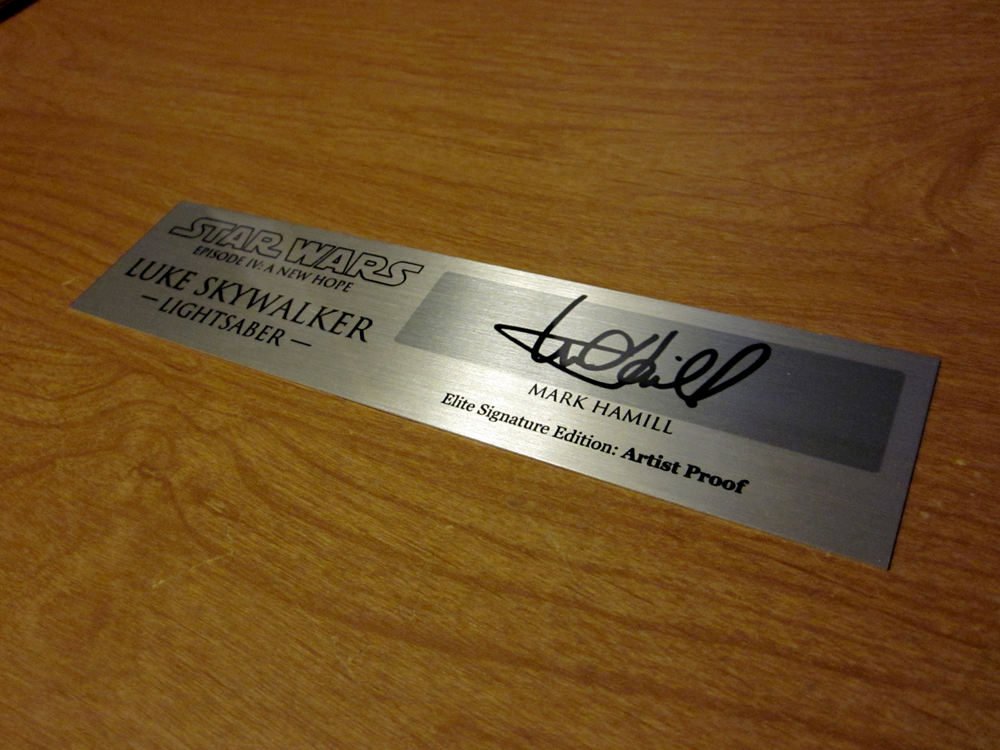 STAR WARS
EPISODE IV: A NEW HOPE
LUKE SKYWALKER
— LIGHTSABER —
MARK HAMILL
Elite Signature Edition: Artist Proof